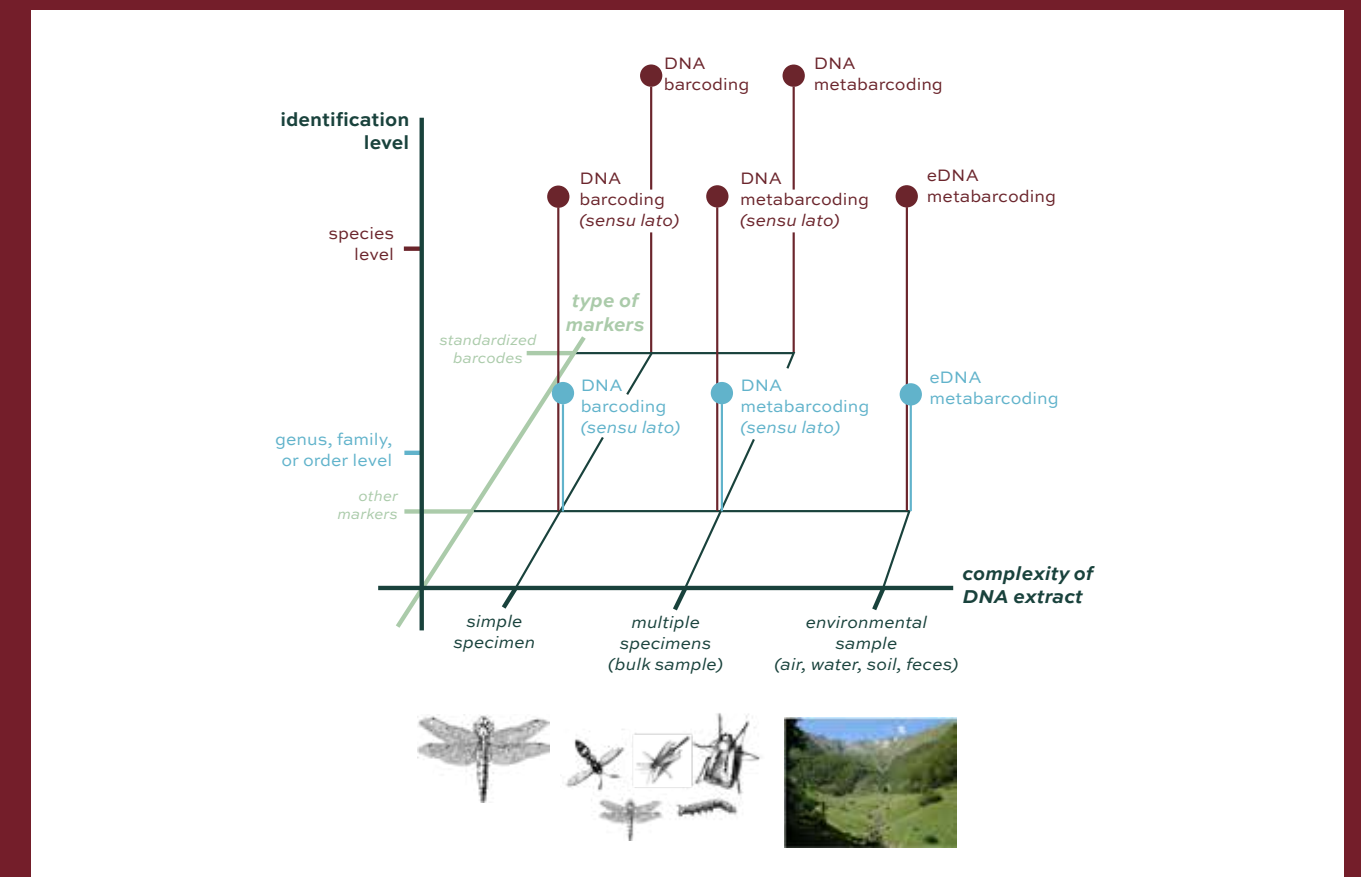 DNA
barcoding
DNA
metabarcoding
identification
level
DNA
barcoding
(sensu lato)
DNA
metabarcoding
(sensu lato)
eDNA
metabarcoding
species
level
type of
markers
standardized
barcodes
DNA
barcoding
(sensu lato)
DNA
metabarcoding
(sensu lato)
eDNA
metabarcoding
genus, family,
or order level
other
markers
complexity of
DNA extract
simple
specimen
multiple
specimens
(bulk sample)
environmental
sample
(air, water, soil, feces)